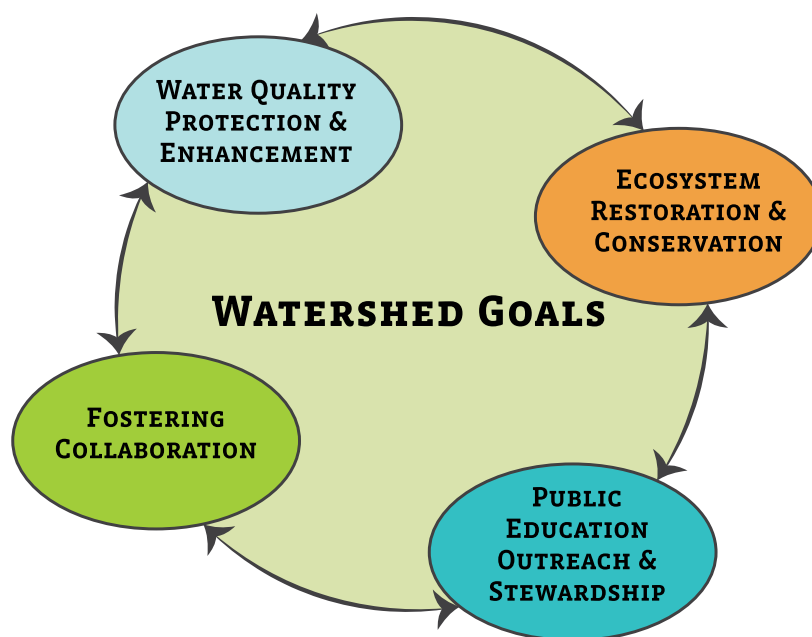 Water Quality
Protection &
Enhancement
Ecosystem
Restoration &
Conservation
Watershed Goals
Fostering
Collaboration
Public
Education
Outreach &
Stewardship